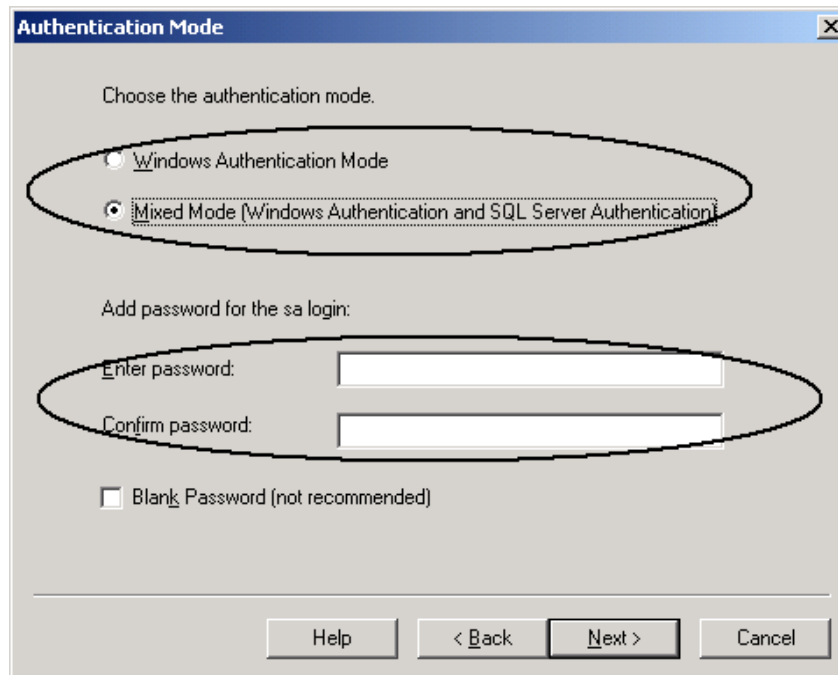 Authentication Mode
Choose the authentication mode.
Windows Authentication Mode
Mixed Mode (Windows Authentication and SQL Server Authentication)
Add password for the sa login:
Enter password:
Confirm password:
Blank Password (not recommended)
Help < Back Next > Cancel